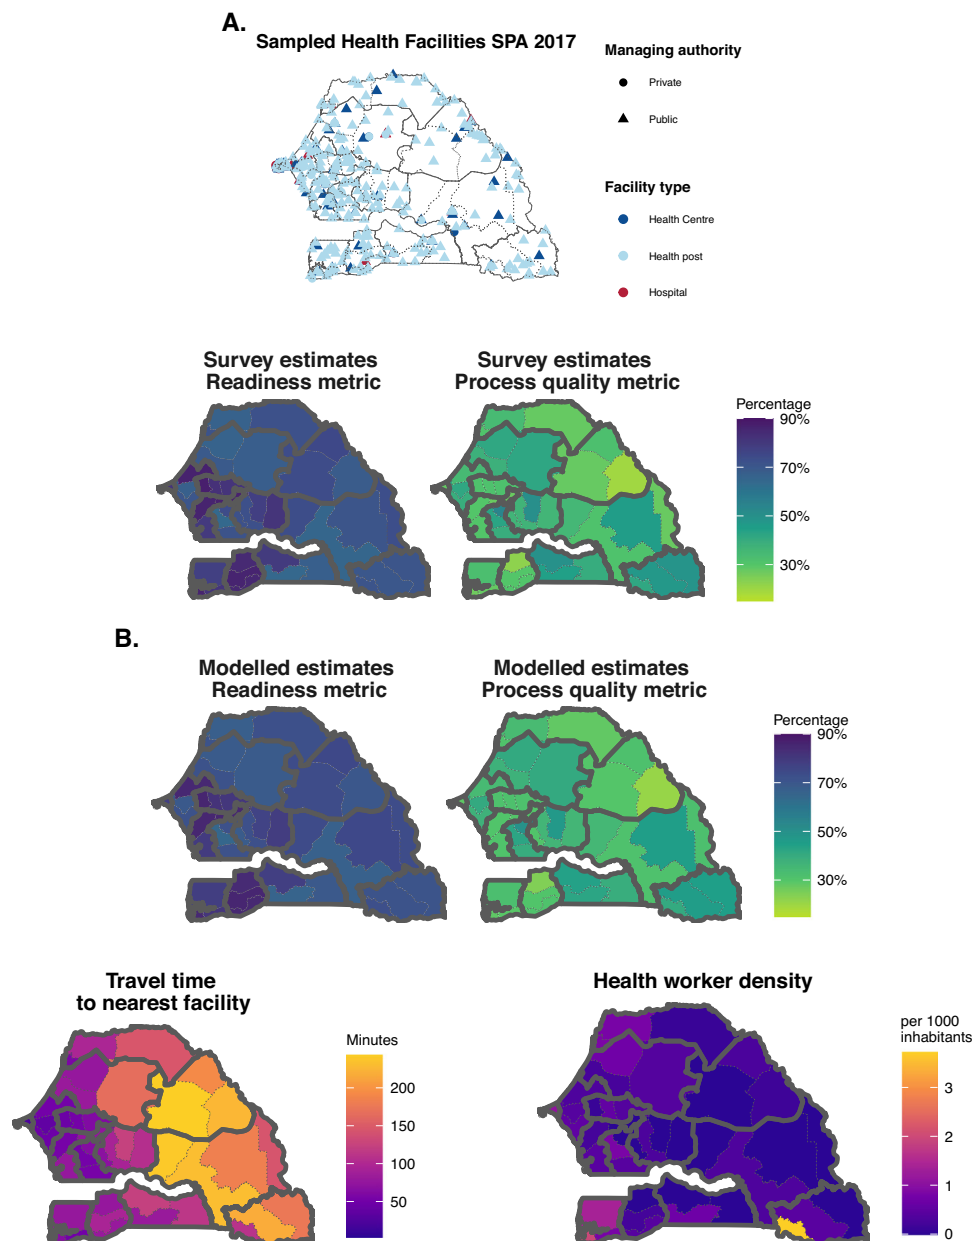 A.
Sampled Health Facilities SPA 2017
Managing authority
Private
Public
Facility type
Health Centre
Health post
Hospital
Survey estimates
Readiness metric
Survey estimates
Process quality metric
Percentage
90%
70%
50%
30%
B.
Modelled estimates
Readiness metric
Modelled estimates
Process quality metric
Percentage
90%
70%
50%
30%
Travel time
to nearest facility
Minutes
200
150
100
50
Health worker density
per 1000
inhabitants
3
2
1
0